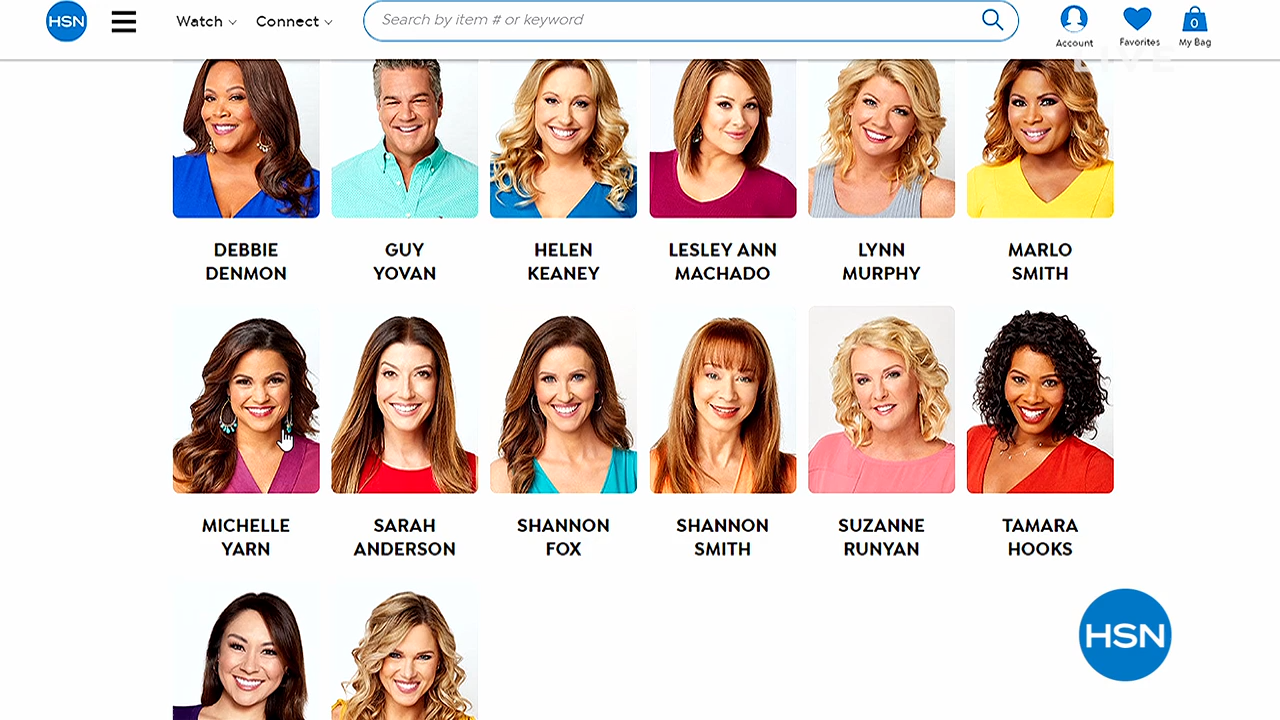 HSN
Watch
Connect
Search by item # or keyword
Account
Favorites
0
My Bag
LIVE
DEBBIE
DENMON
GUY
YOVAN
HELEN
KEANEY
LESLEY ANN
MACHADO
LYNN
MURPHY
MARLO
SMITH
MICHELLE
YARN
SARAH
ANDERSON
SHANNON
FOX
SHANNON
SMITH
SUZANNE
RUNYAN
TAMARA
HOOKS
HSN